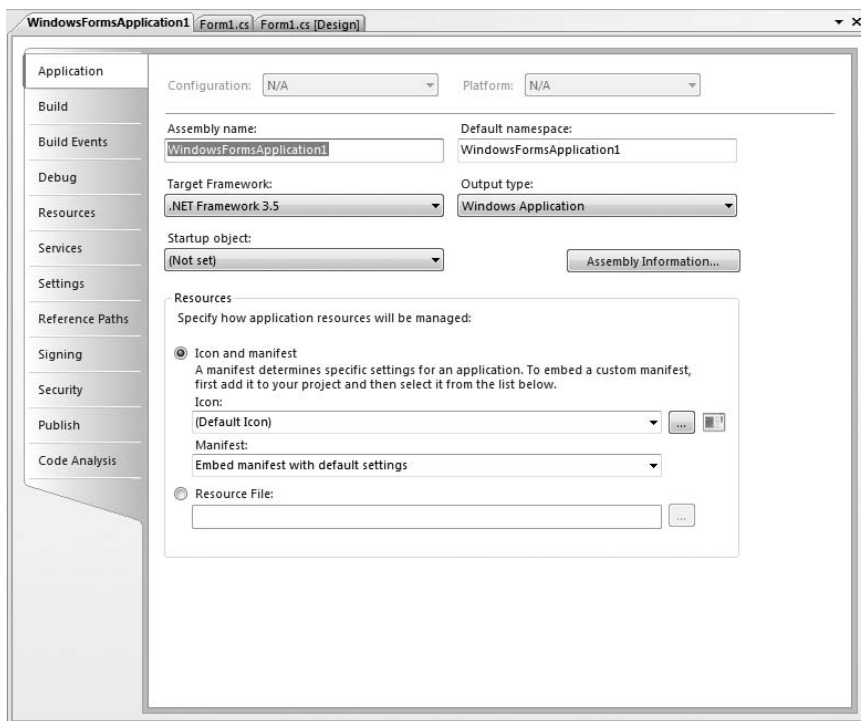 WindowsFormsApplication1 Form1.cs Form1.cs [Design]
Application
Build
Build Events
Debug
Resources
Services
Settings
Reference Paths
Signing
Security
Publish
Code Analysis
Configuration: N/A Platform: N/A
Assembly name: Default namespace:
WindowsFormsApplication1 WindowsFormsApplication1
Target Framework: Output type:
.NET Framework 3.5 Windows Application
Startup object:
(Not set) Assembly Information...
Resources
Specify how application resources will be managed:
Icon and manifest
A manifest determines specific settings for an application. To embed a custom manifest,
first add it to your project and then select it from the list below.
Icon:
(Default Icon) ...
Manifest:
Embed manifest with default settings
Resource File:
...